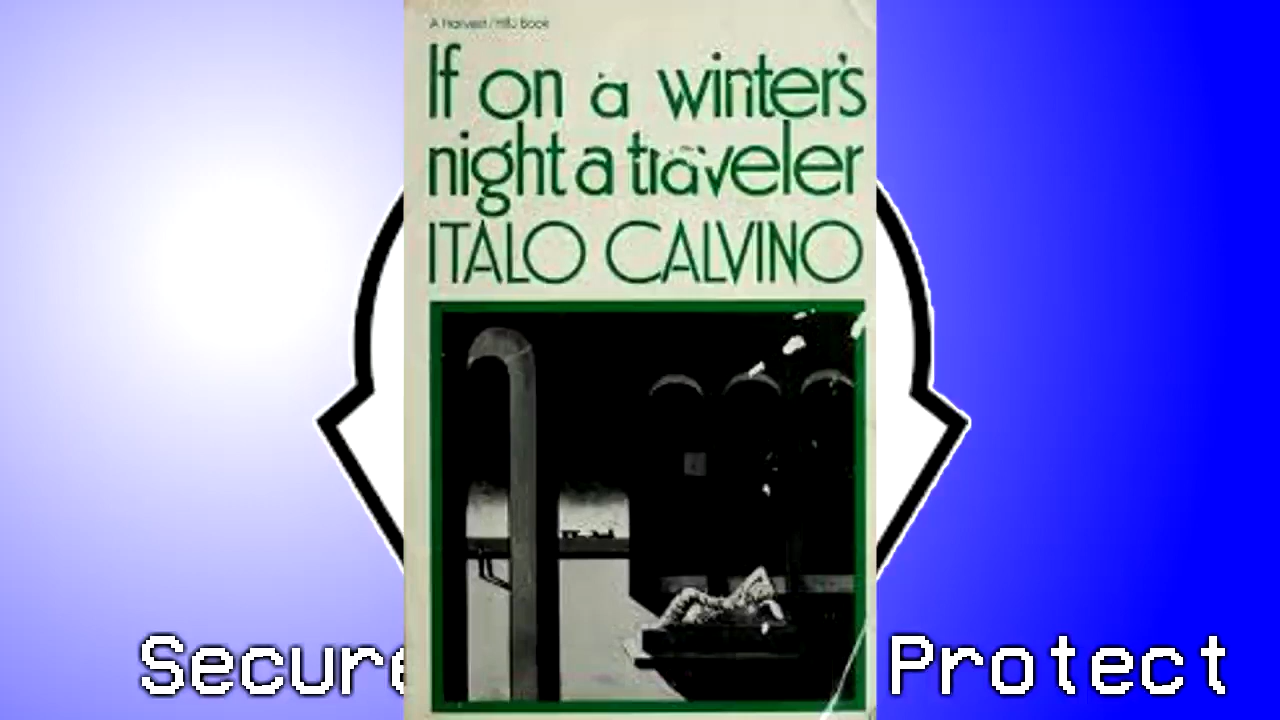 A Harvest/HBJ Book
If on a winter's
night a traveler
ITALO CALVINO
Secure
Protect